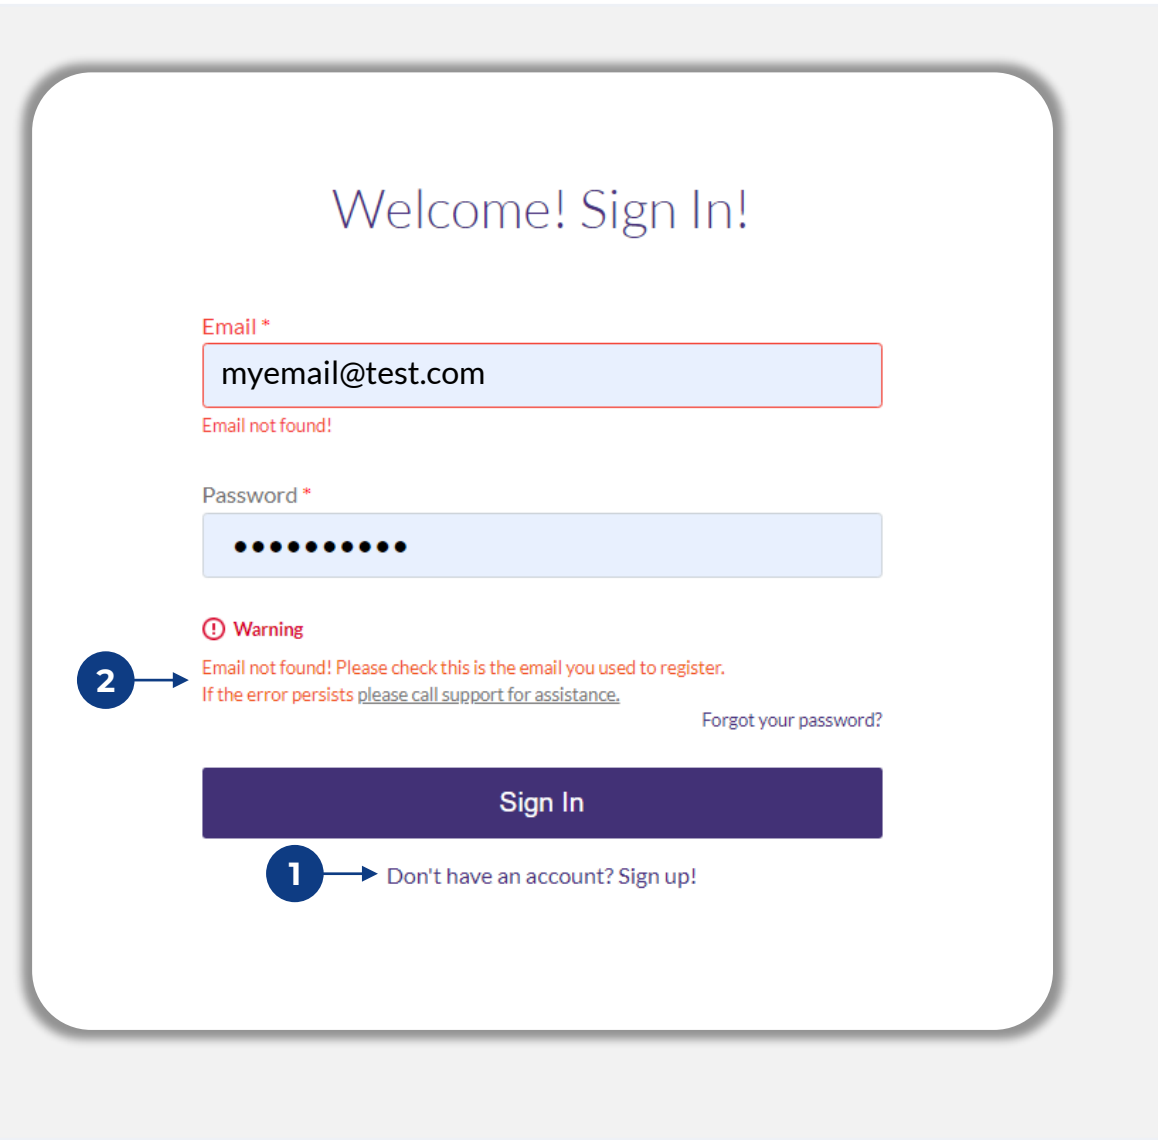 Welcome! Sign In!
Email *
myemail@test.com
Email not found!
Password *
Warning
2
Email not found! Please check this is the email you used to register.
If the error persists please call support for assistance.
Forgot your password?
Sign In
1
Don't have an account? Sign up!